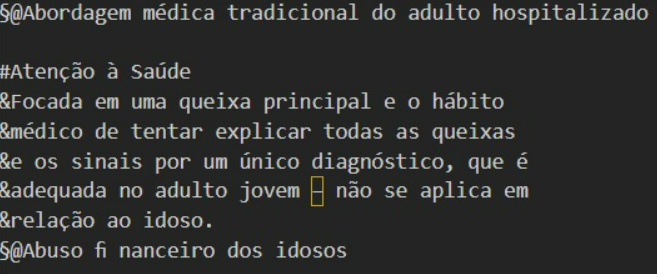 §@Abordagem médica tradicional do adulto hospitalizado
#Atenção à Saúde
&Focada em uma queixa principal e o hábito
&médico de tentar explicar todas as queixas
&e os sinais por um único diagnóstico, que é
&adequada no adulto jovem – não se aplica em
&relação ao idoso.
§@Abuso fi nanceiro dos idosos